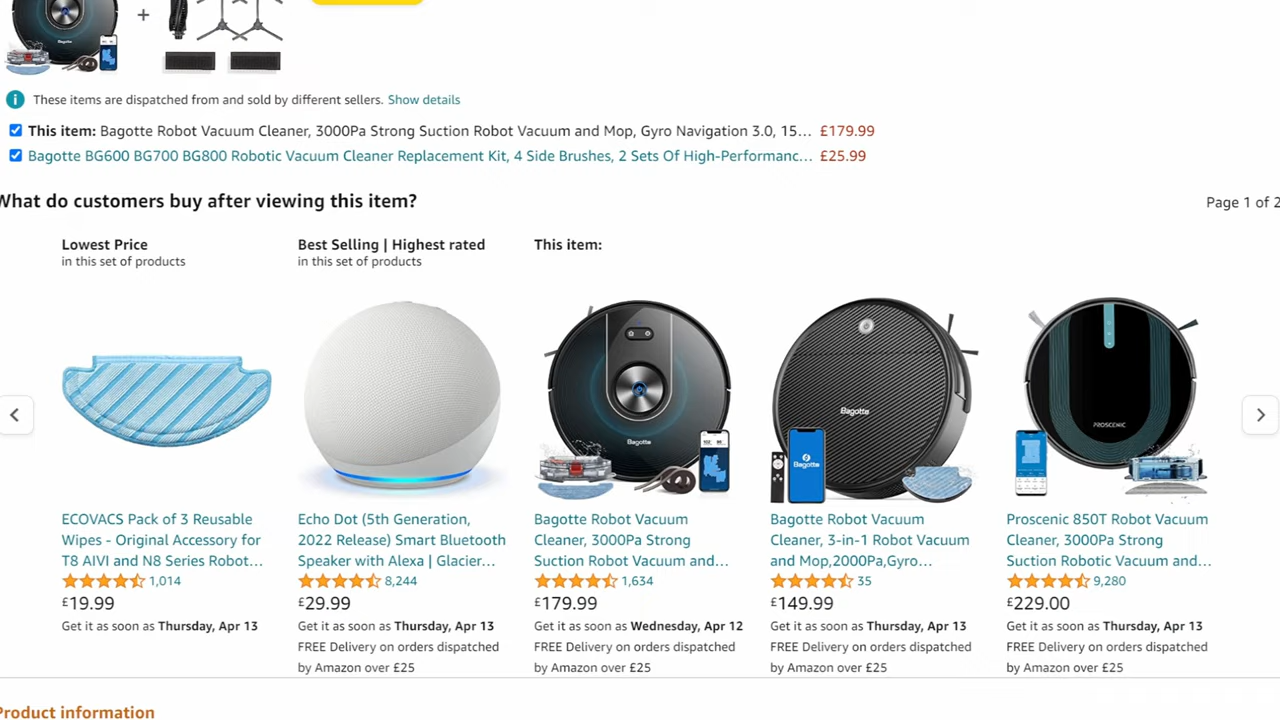 +
These items are dispatched from and sold by different sellers. Show details
This item: Bagotte Robot Vacuum Cleaner, 3000Pa Strong Suction Robot Vacuum and Mop, Gyro Navigation 3.0, 15... £179.99
Bagotte BG600 BG700 BG800 Robotic Vacuum Cleaner Replacement Kit, 4 Side Brushes, 2 Sets Of High-Performanc... £25.99
What do customers buy after viewing this item?
Page 1 of 2
Lowest Price
in this set of products
ECOVACS Pack of 3 Reusable
Wipes - Original Accessory for
T8 AIVI and N8 Series Robot...
1,014
£19.99
Get it as soon as Thursday, Apr 13
Best Selling | Highest rated
in this set of products
Echo Dot (5th Generation,
2022 Release) Smart Bluetooth
Speaker with Alexa | Glacier...
8,244
£29.99
Get it as soon as Thursday, Apr 13
FREE Delivery on orders dispatched
by Amazon over £25
This item:
Bagotte
Bagotte Robot Vacuum
Cleaner, 3000Pa Strong
Suction Robot Vacuum and...
1,634
£179.99
Get it as soon as Wednesday, Apr 12
FREE Delivery on orders dispatched
by Amazon over £25
Bagotte
Bagotte
Bagotte Robot Vacuum
Cleaner, 3-in-1 Robot Vacuum
and Mop,2000Pa,Gyro...
35
£149.99
Get it as soon as Thursday, Apr 13
FREE Delivery on orders dispatched
by Amazon over £25
PROSCENIC
Proscenic 850T Robot Vacuum
Cleaner, 3000Pa Strong
Suction Robotic Vacuum and...
9,280
£229.00
Get it as soon as Thursday, Apr 13
FREE Delivery on orders dispatched
by Amazon over £25
Product information